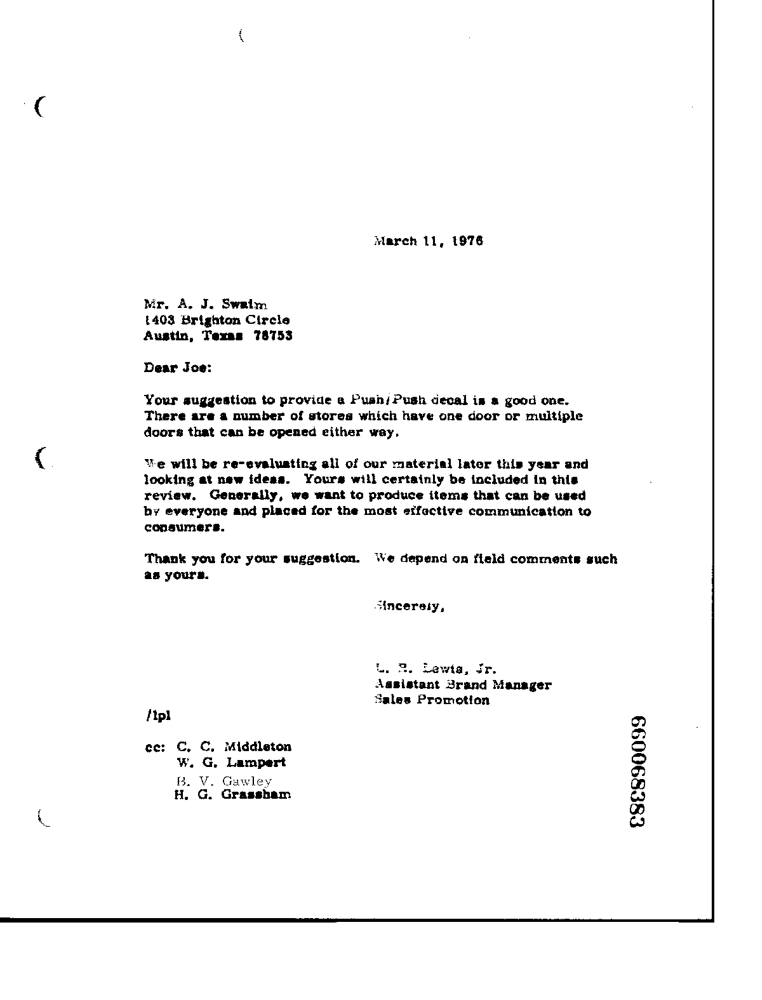 March 11, 1976
Mr. A. J. Swaim
1403 Brighton Circle
Austin, Texas 78753
Dear Joe:
Your suggestion to provide a Push/Push decal is a good one.
There are a number of stores which have one door or multiple
doors that can be opened either way.
We will be re-evaluating all of our material later this year and
looking at new ideas. Yours will certainly be included in this
review. Generally, we want to produce items that can be used
by everyone and placed for the most effective communication to
consumers.
Thank you for your suggestion. We depend on field comments such
as yours.
Sincerely,
L. R. Lewis, Jr.
Assistant Brand Manager
Sales Promotion
/lpl
cc: C. C. Middleton
W. G. Lampert
B. V. Gawley
H. G. Grassham
660068383